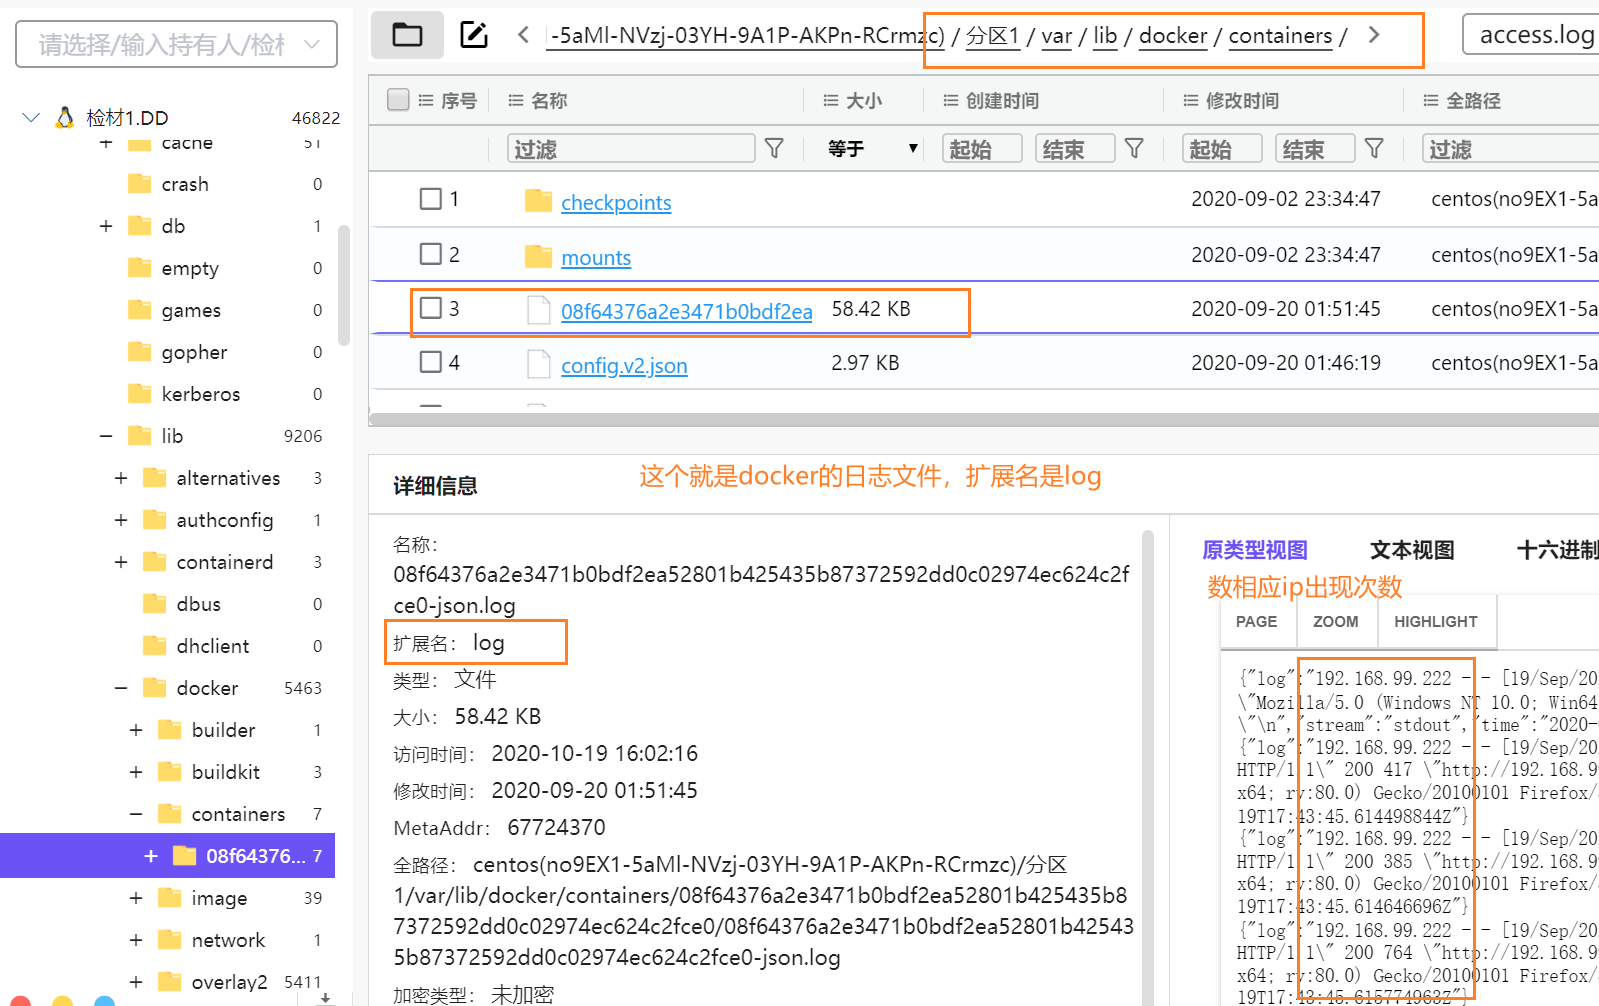 请选择/输入持有人/检
-5aMl-NVzj-03YH-9A1P-AKPn-RCrmzc) / 分区1 / var / lib / docker / containers /
access.log
检材1.DD 46822
cache 51
crash 0
db 1
empty 0
games 0
gopher 0
kerberos 0
lib 9206
alternatives 3
authconfig 1
containerd 3
dbus 0
dhclient 0
docker 5463
builder 1
buildkit 3
containers 7
08f64376... 7
image 39
network 1
overlay2 5411
序号 名称 大小 创建时间 修改时间 全路径
过滤 等于 起始 结束 起始 结束 过滤
1 checkpoints 2020-09-02 23:34:47 centos(no9EX1-5a
2 mounts 2020-09-02 23:34:47 centos(no9EX1-5a
3 08f64376a2e3471b0bdf2ea 58.42 KB 2020-09-20 01:51:45 centos(no9EX1-5a
4 config.v2.json 2.97 KB 2020-09-20 01:46:19 centos(no9EX1-5a
详细信息
这个就是docker的日志文件，扩展名是log
名称：
08f64376a2e3471b0bdf2ea52801b425435b87372592dd0c02974ec624c2f
ce0-json.log
扩展名： log
类型： 文件
大小： 58.42 KB
访问时间： 2020-10-19 16:02:16
修改时间： 2020-09-20 01:51:45
MetaAddr： 67724370
全路径： centos(no9EX1-5aMl-NVzj-03YH-9A1P-AKPn-RCrmzc)/分区
1/var/lib/docker/containers/08f64376a2e3471b0bdf2ea52801b425435b8
7372592dd0c02974ec624c2fce0/08f64376a2e3471b0bdf2ea52801b42543
5b87372592dd0c02974ec624c2fce0-json.log
加密类型： 未加密
原类型视图 文本视图 十六进制
数相应ip出现次数
PAGE ZOOM HIGHLIGHT
{"log":"192.168.99.222 - - [19/Sep/20
\"Mozilla/5.0 (Windows NT 10.0; Win64
\"\n","stream":"stdout","time":"2020-
{"log":"192.168.99.222 - - [19/Sep/20
HTTP/1.1\" 200 417 \"http://192.168.9
x64; rv:80.0) Gecko/20100101 Firefox/
19T17:43:45.614498844Z"}
{"log":"192.168.99.222 - - [19/Sep/20
HTTP/1.1\" 200 385 \"http://192.168.9
x64; rv:80.0) Gecko/20100101 Firefox/
19T17:43:45.614646696Z"}
{"log":"192.168.99.222 - - [19/Sep/20
HTTP/1.1\" 200 764 \"http://192.168.9
x64; rv:80.0) Gecko/20100101 Firefox/
19T17:43:45.615774963Z"}